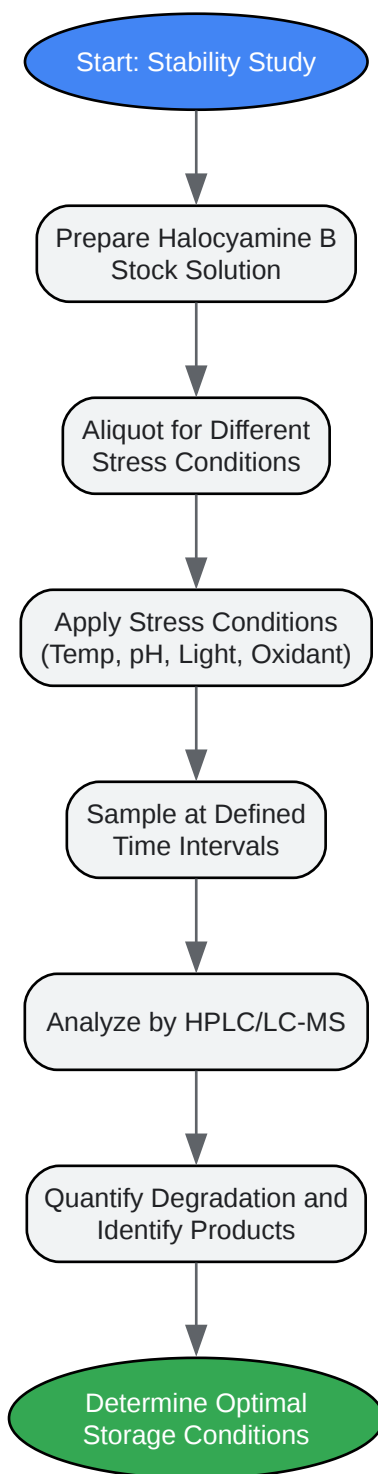 Start: Stability Study
Prepare Halocyamine B
Stock Solution
Aliquot for Different
Stress Conditions
Apply Stress Conditions
(Temp, pH, Light, Oxidant)
Sample at Defined
Time Intervals
Analyze by HPLC/LC-MS
Quantify Degradation and
Identify Products
Determine Optimal
Storage Conditions